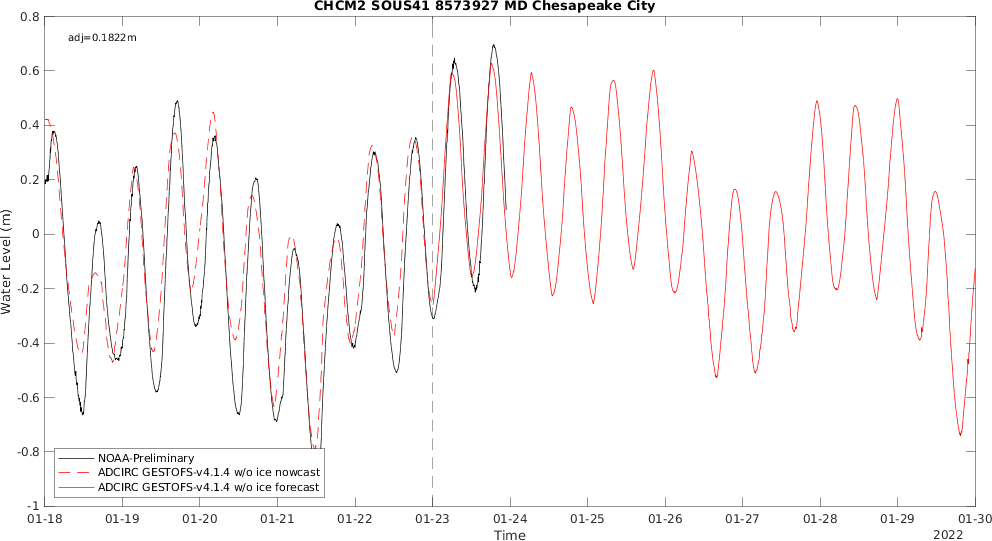 CHCM2 SOUS41 8573927 MD Chesapeake City
adj=0.1822m
0.8
0.6
0.4
0.2
0
-0.2
-0.4
-0.6
-0.8
-1
Water Level (m)
NOAA-Preliminary
ADCIRC GESTOFS-v4.1.4 w/o ice nowcast
ADCIRC GESTOFS-v4.1.4 w/o ice forecast
01-18 01-19 01-20 01-21 01-22 01-23 01-24 01-25 01-26 01-27 01-28 01-29 01-30
Time
2022